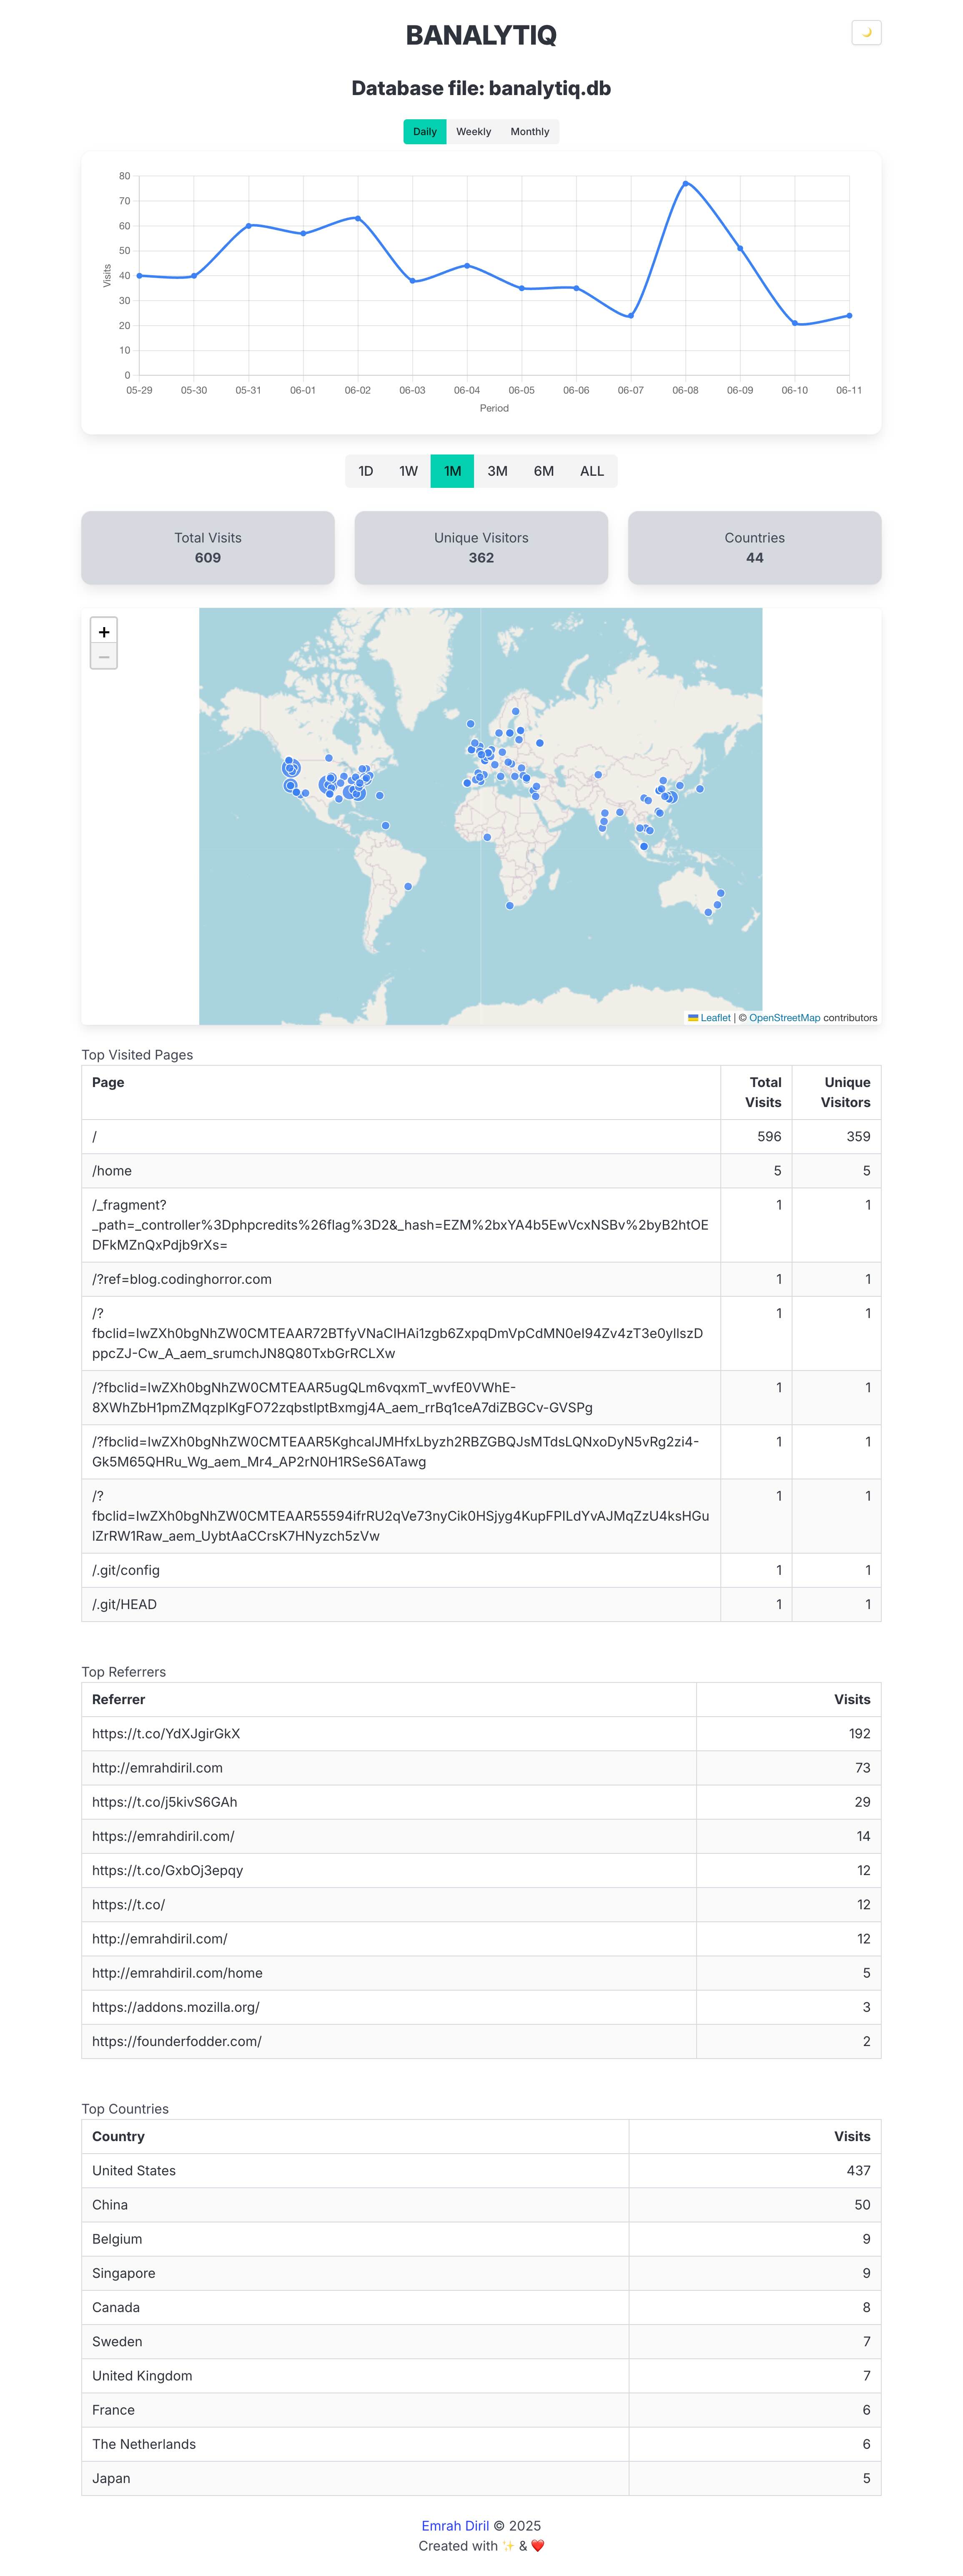 BANALYTIQ
🌙
Database file: banalytiq.db
Daily Weekly Monthly
80
70
60
50
40
30
20
10
0
Visits
05-29 05-30 05-31 06-01 06-02 06-03 06-04 06-05 06-06 06-07 06-08 06-09 06-10 06-11
Period
1D 1W 1M 3M 6M ALL
Total Visits
609
Unique Visitors
362
Countries
44
+
−
Leaflet | © OpenStreetMap contributors
Top Visited Pages
Page Total Visits Unique Visitors
/ 596 359
/home 5 5
/_fragment? 1 1
_path=_controller%3Dphpcredits%26flag%3D2&_hash=EZM%2bxYA4b5EwVcxNSBv%2byB2htOE
DFkMZnQxPdjb9rXs=
/?ref=blog.codinghorror.com 1 1
/? 1 1
fbclid=IwZXh0bgNhZW0CMTEAAR72BTfyVNaCIHAi1zgb6ZxpqDmVpCdMN0eI94Zv4zT3e0yllszD
ppcZJ-Cw_A_aem_srumchJN8Q80TxbGrRCLXw
/?fbclid=IwZXh0bgNhZW0CMTEAAR5ugQLm6vqxmT_wvfE0VWhE- 1 1
8XWhZbH1pmZMqzpIKgFO72zqbstlptBxmgj4A_aem_rrBq1ceA7diZBGCv-GVSPg
/?fbclid=IwZXh0bgNhZW0CMTEAAR5KghcalJMHfxLbyzh2RBZGBQJsMTdsLQNxoDyN5vRg2zi4- 1 1
Gk5M65QHRu_Wg_aem_Mr4_AP2rN0H1RSeS6ATawg
/? 1 1
fbclid=IwZXh0bgNhZW0CMTEAAR55594ifrRU2qVe73nyCik0HSjyg4KupFPILdYvAJMqZzU4ksHGu
lZrRW1Raw_aem_UybtAaCCrsK7HNyzch5zVw
/.git/config 1 1
/.git/HEAD 1 1
Top Referrers
Referrer Visits
https://t.co/YdXJgirGkX 192
http://emrahdiril.com 73
https://t.co/j5kivS6GAh 29
https://emrahdiril.com/ 14
https://t.co/GxbOj3epqy 12
https://t.co/ 12
http://emrahdiril.com/ 12
http://emrahdiril.com/home 5
https://addons.mozilla.org/ 3
https://founderfodder.com/ 2
Top Countries
Country Visits
United States 437
China 50
Belgium 9
Singapore 9
Canada 8
Sweden 7
United Kingdom 7
France 6
The Netherlands 6
Japan 5
Emrah Diril © 2025
Created with ✨ & ❤️